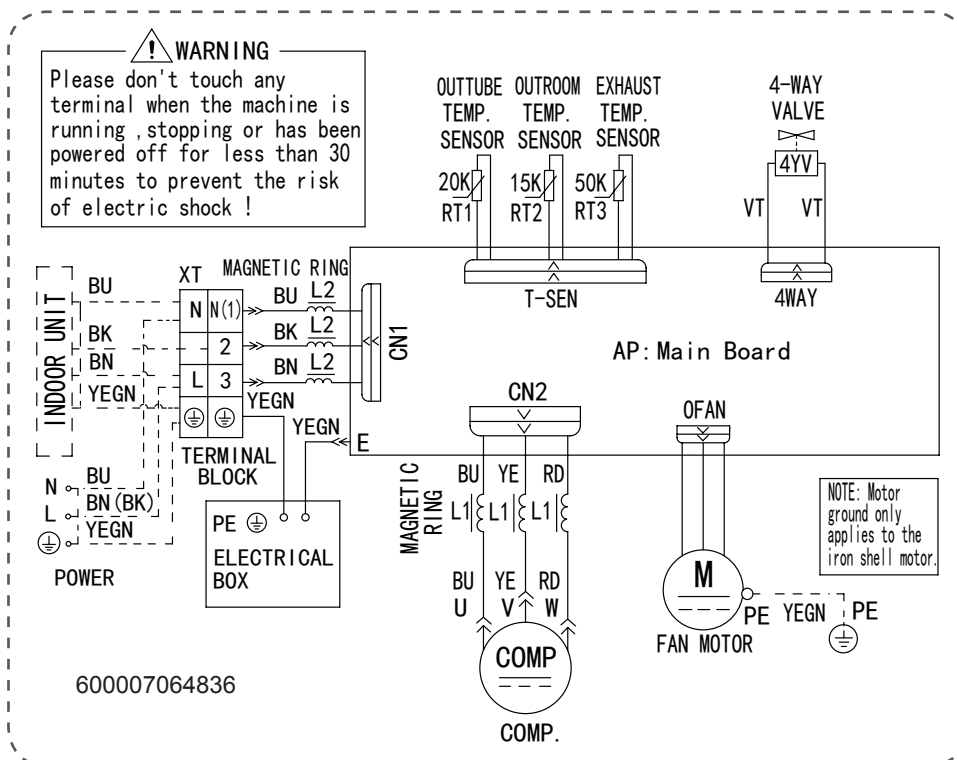 WARNING
Please don't touch any
terminal when the machine is
running ,stopping or has been
powered off for less than 30
minutes to prevent the risk
of electric shock !
OUTTUBE
TEMP.
SENSOR
OUTROOM
TEMP.
SENSOR
EXHAUST
TEMP.
SENSOR
4-WAY
VALVE
20K
RT1
15K
RT2
50K
RT3
4YV
VT
VT
T-SEN
4WAY
INDOOR UNIT
BU
BK
BN
YEGN
XT
N
N(1)
2
L
3
TERMINAL
BLOCK
MAGNETIC RING
BU
L2
BK
L2
BN
L2
YEGN
CN1
YEGN
E
AP:Main Board
CN2
OFAN
N
BU
L
BN(BK)
YEGN
POWER
PE
ELECTRICAL
BOX
MAGNETIC
RING
BU
YE
RD
L1
L1
L1
BU
YE
RD
U
V
W
COMP
COMP.
M
FAN MOTOR
PE
YEGN
PE
NOTE: Motor
ground only
applies to the
iron shell motor.
600007064836